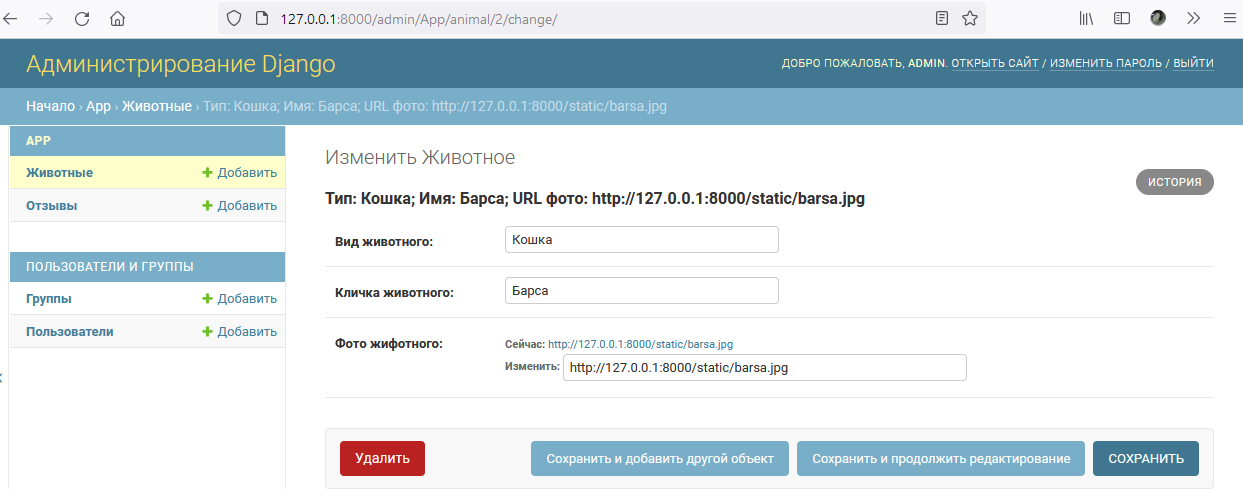 127.0.0.1:8000/admin/App/animal/2/change/
Администрирование Django
ДОБРО ПОЖАЛОВАТЬ, ADMIN. ОТКРЫТЬ САЙТ / ИЗМЕНИТЬ ПАРОЛЬ / ВЫЙТИ
Начало › App › Животные › Тип: Кошка; Имя: Барса; URL фото: http://127.0.0.1:8000/static/barsa.jpg
APP
Животные + Добавить
Отзывы + Добавить
ПОЛЬЗОВАТЕЛИ И ГРУППЫ
Группы + Добавить
Пользователи + Добавить
Изменить Животное
ИСТОРИЯ
Тип: Кошка; Имя: Барса; URL фото: http://127.0.0.1:8000/static/barsa.jpg
Вид животного: Кошка
Кличка животного: Барса
Фото жифотного: Сейчас: http://127.0.0.1:8000/static/barsa.jpg
Изменить: http://127.0.0.1:8000/static/barsa.jpg
Удалить
Сохранить и добавить другой объект
Сохранить и продолжить редактирование
СОХРАНИТЬ